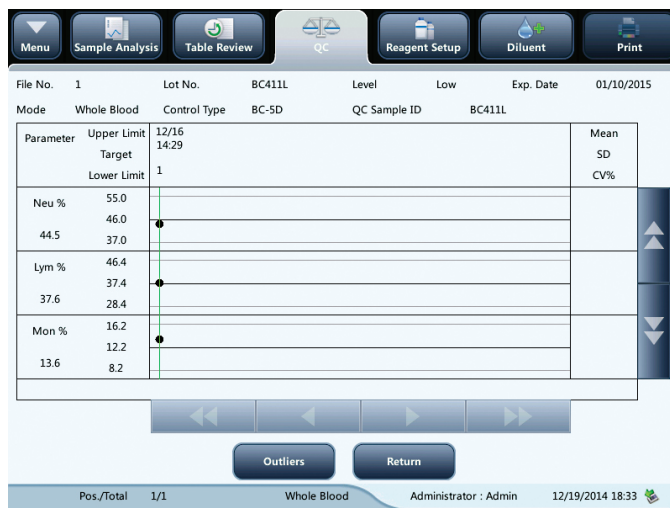 Menu Sample Analysis Table Review QC Reagent Setup Diluent Print
File No. 1 Lot No. BC411L Level Low Exp. Date 01/10/2015
Mode Whole Blood Control Type BC-5D QC Sample ID BC411L
Parameter Upper Limit Target Lower Limit
12/16
14:29
1
Mean
SD
CV%
Neu % 55.0
46.0
44.5 37.0
Lym % 46.4
37.4
37.6 28.4
Mon % 16.2
12.2
13.6 8.2
Outliers Return
Pos./Total 1/1 Whole Blood Administrator : Admin 12/19/2014 18:33